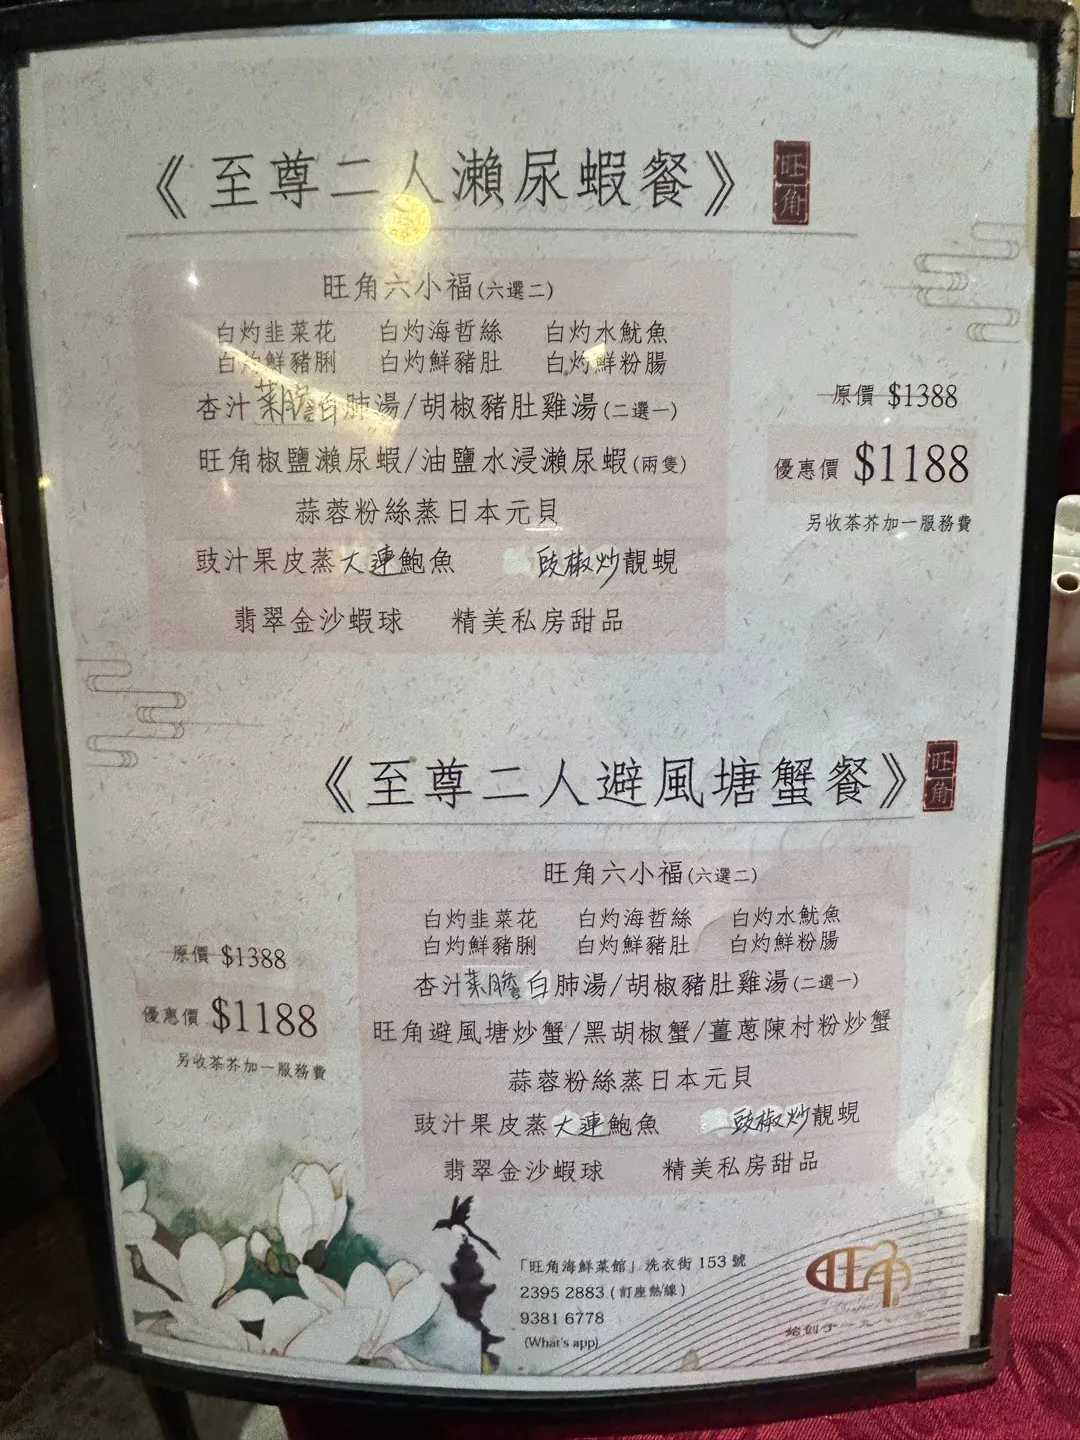 《至尊二人瀨尿蝦餐》 旺角
旺角六小福(六選二)
白灼韭菜花 白灼海哲絲 白灼水魷魚
白灼鮮豬脷 白灼鮮豬肚 白灼鮮粉腸
杏汁菜膽白肺湯/胡椒豬肚雞湯(二選一)
旺角椒鹽瀨尿蝦/油鹽水浸瀨尿蝦(兩隻)
蒜蓉粉絲蒸日本元貝
豉汁果皮蒸大連鮑魚 豉椒炒靚蜆
翡翠金沙蝦球 精美私房甜品
原價 $1388
優惠價 $1188
另收茶芥加一服務費
《至尊二人避風塘蟹餐》 旺角
旺角六小福(六選二)
白灼韭菜花 白灼海哲絲 白灼水魷魚
白灼鮮豬脷 白灼鮮豬肚 白灼鮮粉腸
杏汁菜膽白肺湯/胡椒豬肚雞湯(二選一)
旺角避風塘炒蟹/黑胡椒蟹/薑蔥陳村粉炒蟹
蒜蓉粉絲蒸日本元貝
豉汁果皮蒸大連鮑魚 豉椒炒靚蜆
翡翠金沙蝦球 精美私房甜品
原價 $1388
優惠價 $1188
另收茶芥加一服務費
「旺角海鮮菜館」洗衣街 153 號
2395 2883 (訂座熱線)
9381 6778
(What's app)
旺角
始創于一九